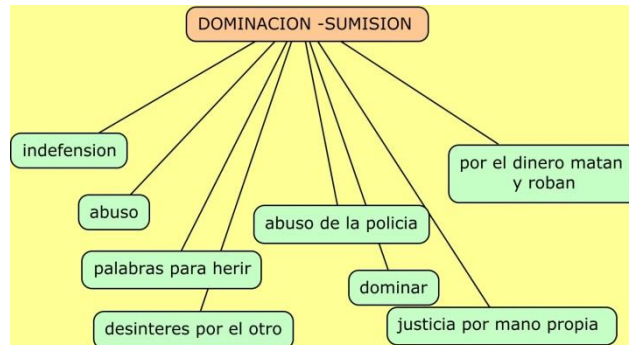 DOMINACION -SUMISION
indefension
por el dinero matan
y roban
abuso
abuso de la policia
palabras para herir
dominar
desinteres por el otro
justicia por mano propia